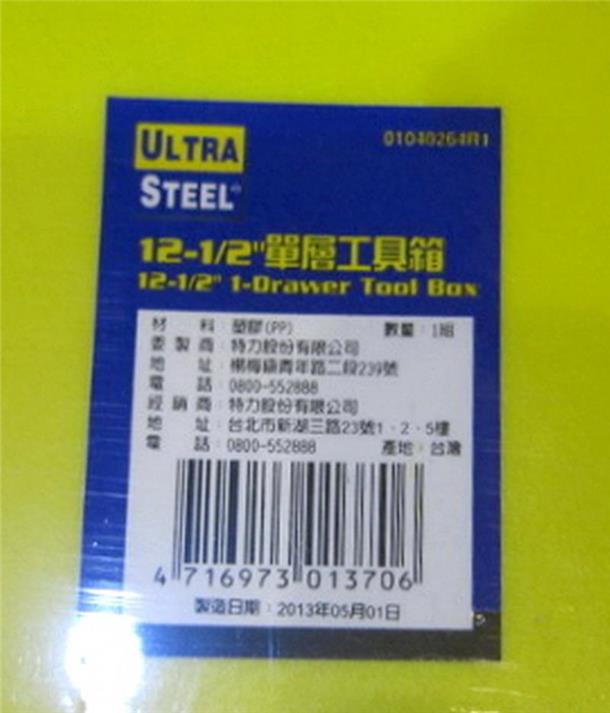 ULTRA
STEEL
01040264R1
12-1/2"單層工具箱
12-1/2" 1-Drawer Tool Box
材　料：塑膠(PP)　數量：1組
委製商：特力股份有限公司
地　址：楊梅鎮青年路二段239號
電　話：0800-552888
經銷商：特力股份有限公司
地　址：台北市新湖三路23號1、2、5樓
電　話：0800-552888　產地：台灣
4 716973 013706
製造日期：2013年05月01日